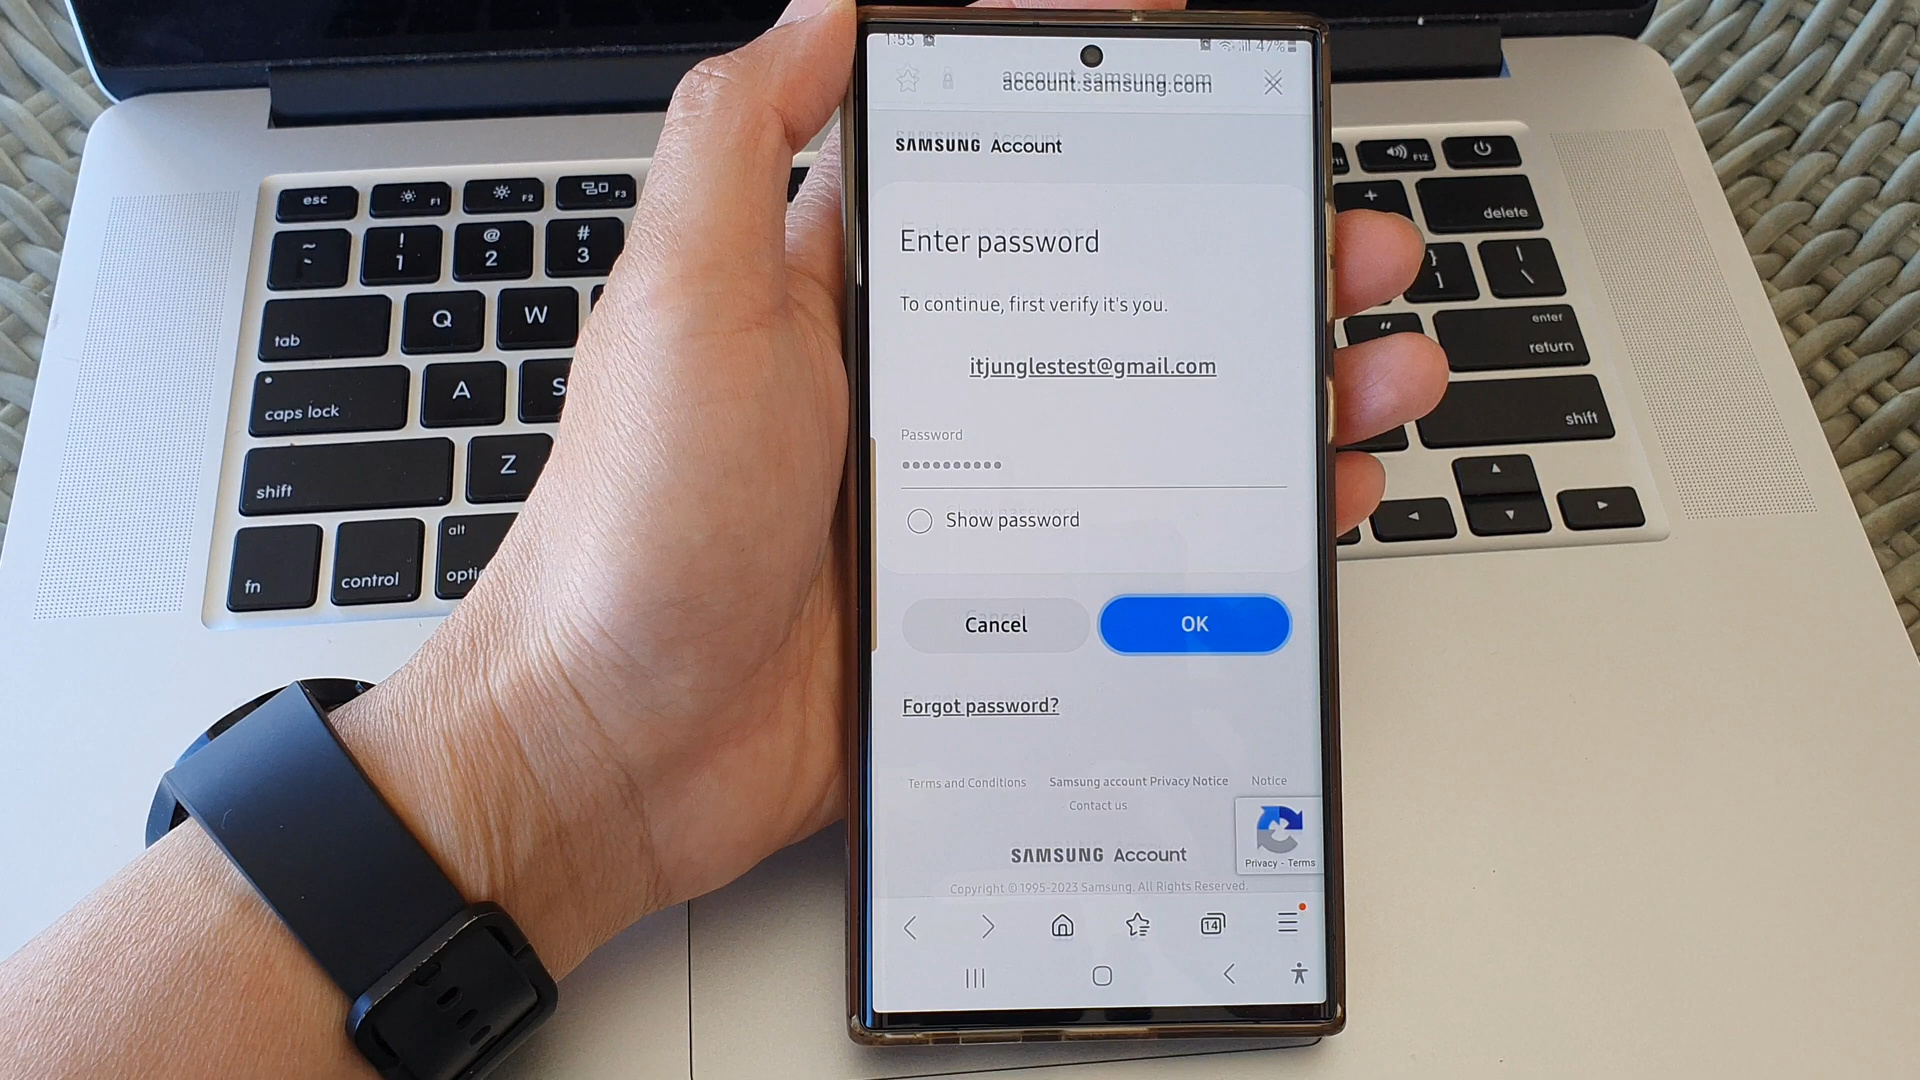 1:55
47%
account.samsung.com
SAMSUNG Account
Enter password
To continue, first verify it's you.
itjunglestest@gmail.com
Password
Show password
Cancel
OK
Forgot password?
Terms and Conditions
Samsung account Privacy Notice
Notice
Contact us
SAMSUNG Account
Privacy - Terms
Copyright © 1995-2023 Samsung. All Rights Reserved.
14
esc
F1
F2
F3
F12
~
`
!
1
@
2
#
3
+
delete
tab
Q
W
}
]
|
\
caps lock
A
S
"
enter
return
shift
Z
shift
fn
control
alt